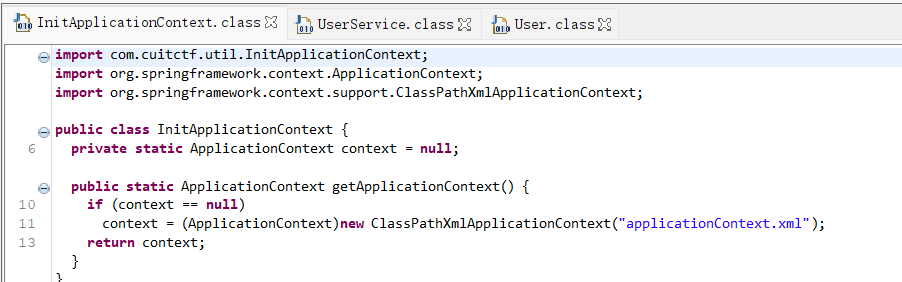 InitApplicationContext.class UserService.class User.class
import com.cuitctf.util.InitApplicationContext;
import org.springframework.context.ApplicationContext;
import org.springframework.context.support.ClassPathXmlApplicationContext;
public class InitApplicationContext {
6 private static ApplicationContext context = null;
public static ApplicationContext getApplicationContext() {
10 if (context == null)
11 context = (ApplicationContext)new ClassPathXmlApplicationContext("applicationContext.xml");
13 return context;
}
}